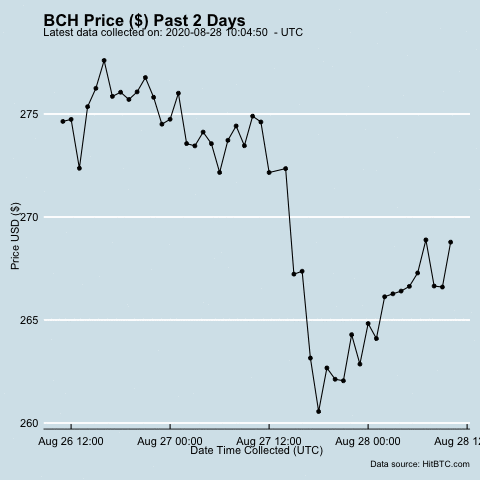 BCH Price ($) Past 2 Days
Latest data collected on: 2020-08-28 10:04:50 - UTC
Price USD ($)
275
270
265
260
Aug 26 12:00 Aug 27 00:00 Aug 27 12:00 Aug 28 00:00 Aug 28 12
Date Time Collected (UTC)
Data source: HitBTC.com